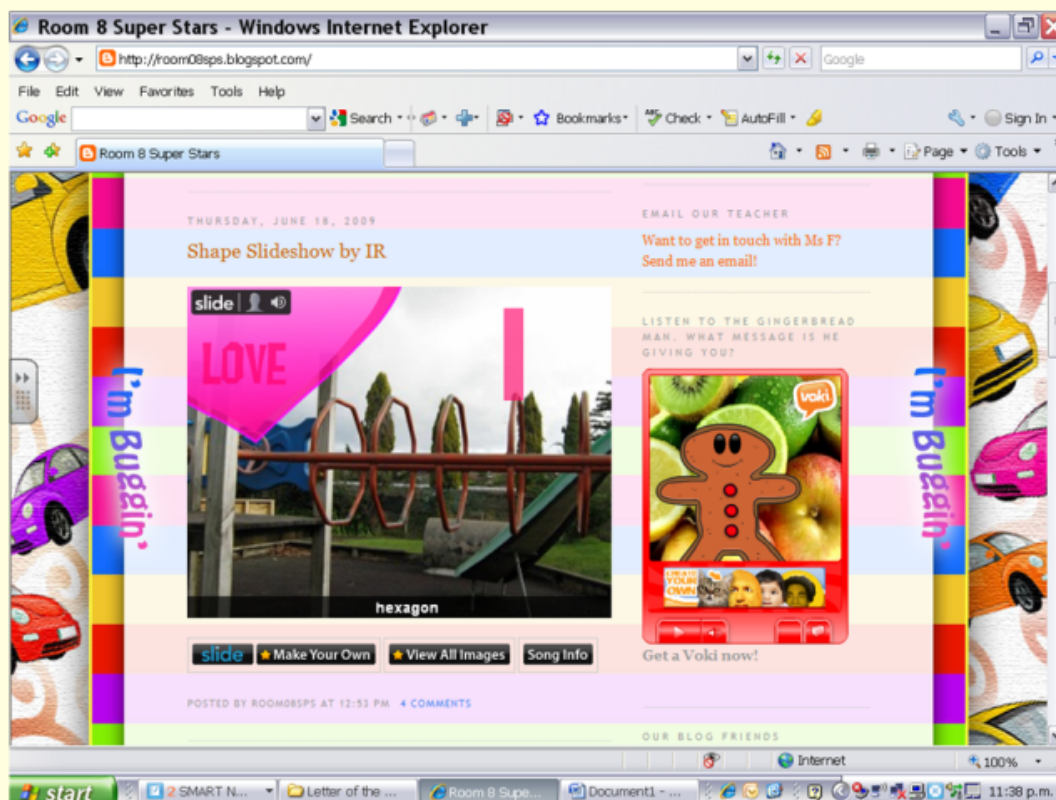 Room 8 Super Stars - Windows Internet Explorer
http://room08sps.blogspot.com/
Google
File Edit View Favorites Tools Help
Google
Search
Bookmarks
Check
AutoFill
Sign In
Room 8 Super Stars
Page
Tools
THURSDAY, JUNE 18, 2009
Shape Slideshow by IR
slide
LOVE
hexagon
slide
Make Your Own
View All Images
Song Info
POSTED BY ROOM08SPS AT 12:53 PM 4 COMMENTS
EMAIL OUR TEACHER
Want to get in touch with Ms F?
Send me an email!
LISTEN TO THE GINGERBREAD
MAN. WHAT MESSAGE IS HE
GIVING YOU?
voki
CREATE
YOUR
OWN
Get a Voki now!
OUR BLOG FRIENDS
I'm Buggin'
I'm Buggin'
Internet
100%
start
2 SMART N...
Letter of the ...
Room 8 Supe...
Document1 - ...
11:38 p.m.